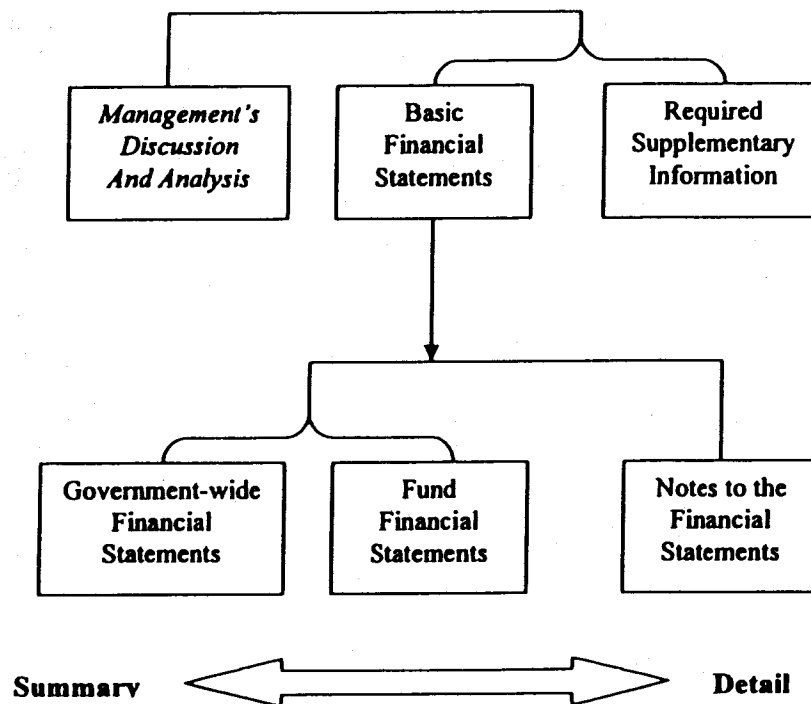 Management's
Discussion
And Analysis
Basic
Financial
Statements
Required
Supplementary
Information
Government-wide
Financial
Statements
Fund
Financial
Statements
Notes to the
Financial
Statements
Summary
Detail